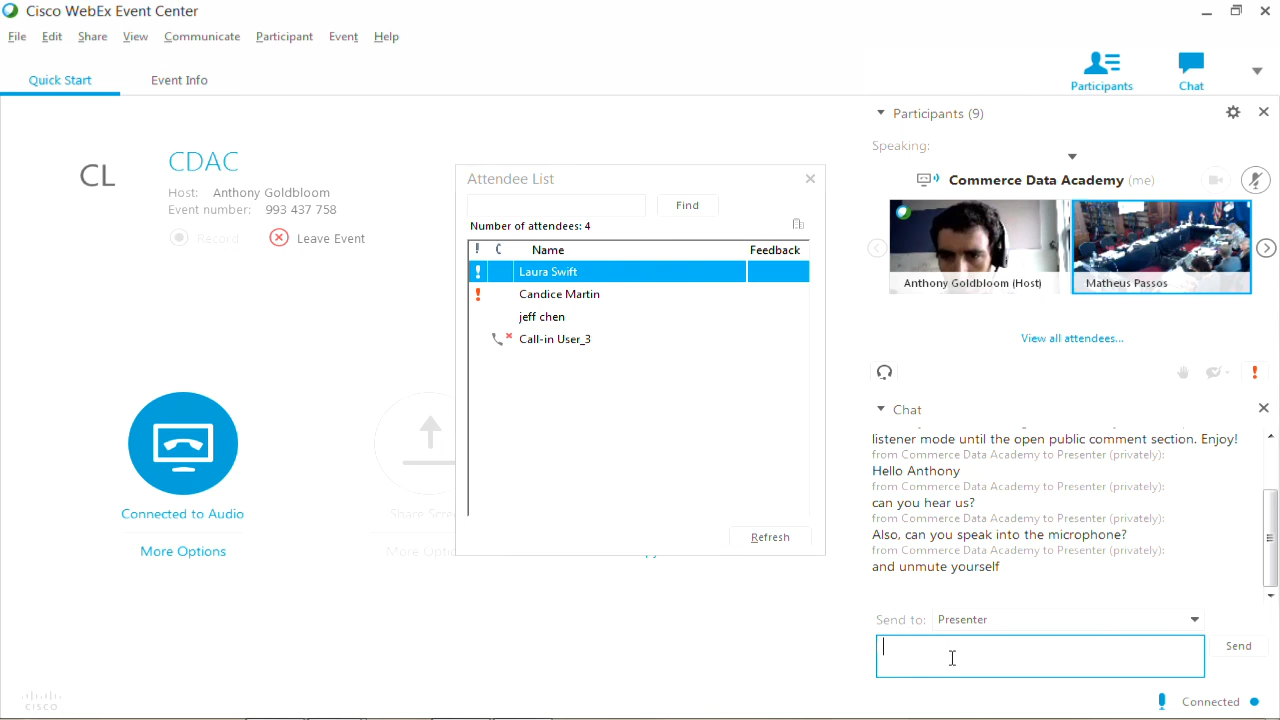 Cisco WebEx Event Center
File Edit Share View Communicate Participant Event Help
Quick Start Event Info
Participants Chat
CL
CDAC
Host: Anthony Goldbloom
Event number: 993 437 758
Record Leave Event
Connected to Audio
More Options
Share Scre
More Opti
Attendee List
Find
Number of attendees: 4
Name Feedback
Laura Swift
Candice Martin
jeff chen
Call-in User_3
Refresh
Participants (9)
Speaking:
Commerce Data Academy (me)
Anthony Goldbloom (Host) Matheus Passos
View all attendees...
Chat
listener mode until the open public comment section. Enjoy!
from Commerce Data Academy to Presenter (privately):
Hello Anthony
from Commerce Data Academy to Presenter (privately):
can you hear us?
from Commerce Data Academy to Presenter (privately):
Also, can you speak into the microphone?
from Commerce Data Academy to Presenter (privately):
and unmute yourself
Send to: Presenter
Send
CISCO
Connected